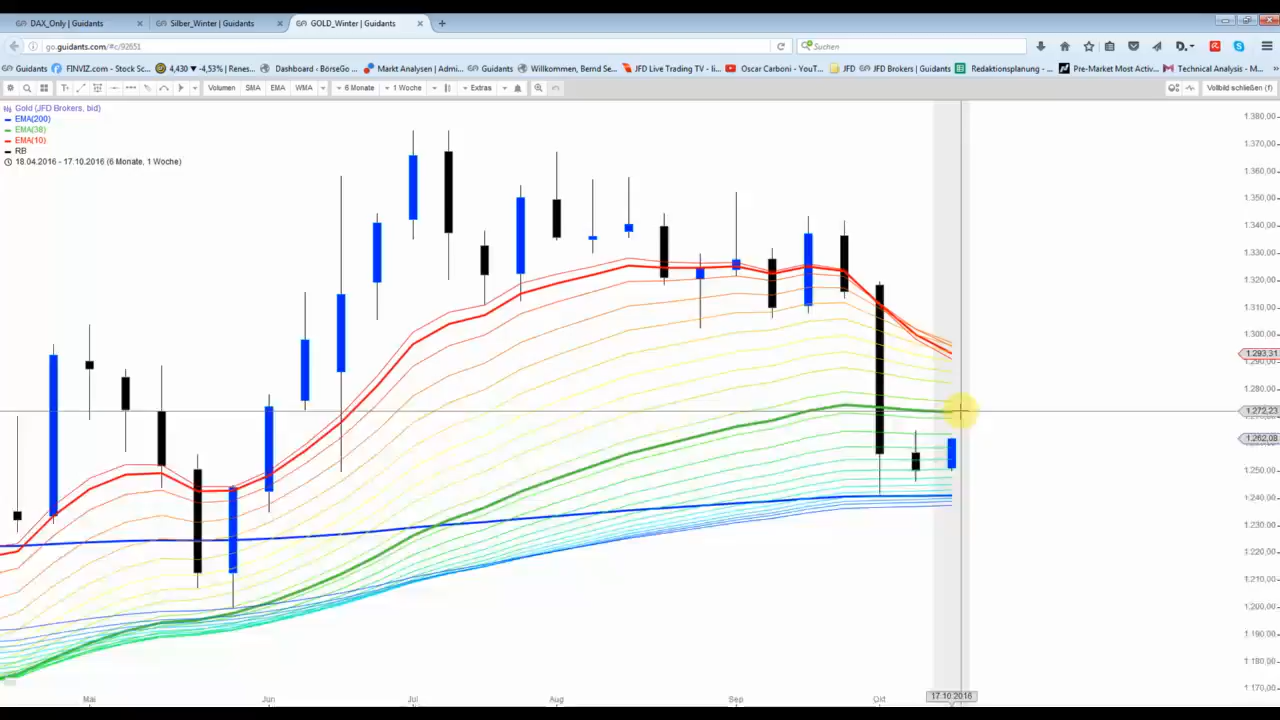 DAX_Only | Guidants
Silber_Winter | Guidants
GOLD_Winter | Guidants
go.guidants.com/#c/92651
Suchen
Guidants
FINVIZ.com - Stock Sc...
4,430 ▾ -4,53% | Renes...
Dashboard ‹ BörseGo ...
Markt Analysen | Admi...
Guidants
Willkommen, Bernd Se...
JFD Live Trading TV - li...
Oscar Carboni - YouT...
JFD
JFD Brokers | Guidants
Redaktionsplanung - ...
Pre-Market Most Activ...
Technical Analysis - M...
Volumen SMA EMA WMA 6 Monate 1 Woche Extras
Vollbild schließen (f)
Gold (JFD Brokers, bid)
EMA(200)
EMA(38)
EMA(10)
RB
18.04.2016 - 17.10.2016 (6 Monate, 1 Woche)
1.380,00
1.370,00
1.360,00
1.350,00
1.340,00
1.330,00
1.320,00
1.310,00
1.300,00
1.293,31
1.290,00
1.280,00
1.272,23
1.262,08
1.250,00
1.240,00
1.230,00
1.220,00
1.210,00
1.200,00
1.190,00
1.180,00
1.170,00
Mai Jun Jul Aug Sep Okt
17.10.2016